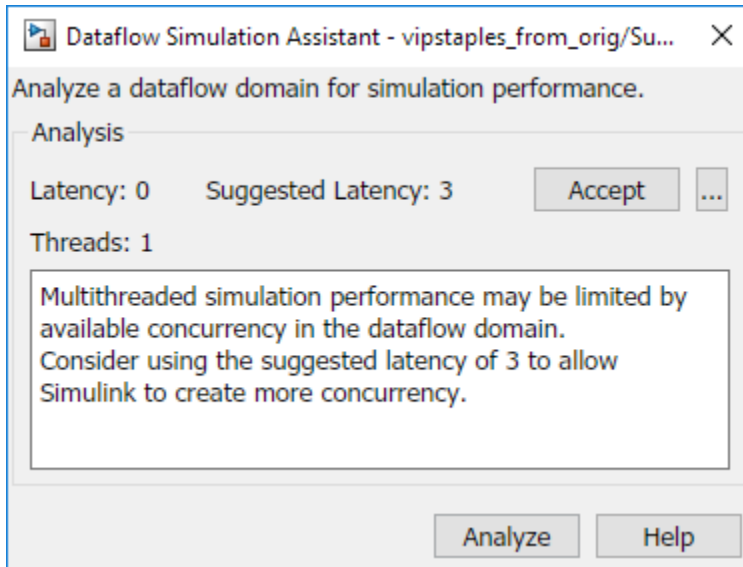 Dataflow Simulation Assistant - vipstaples_from_orig/Su...
Analyze a dataflow domain for simulation performance.
Analysis
Latency: 0 Suggested Latency: 3 Accept ...
Threads: 1
Multithreaded simulation performance may be limited by
available concurrency in the dataflow domain.
Consider using the suggested latency of 3 to allow
Simulink to create more concurrency.
Analyze Help